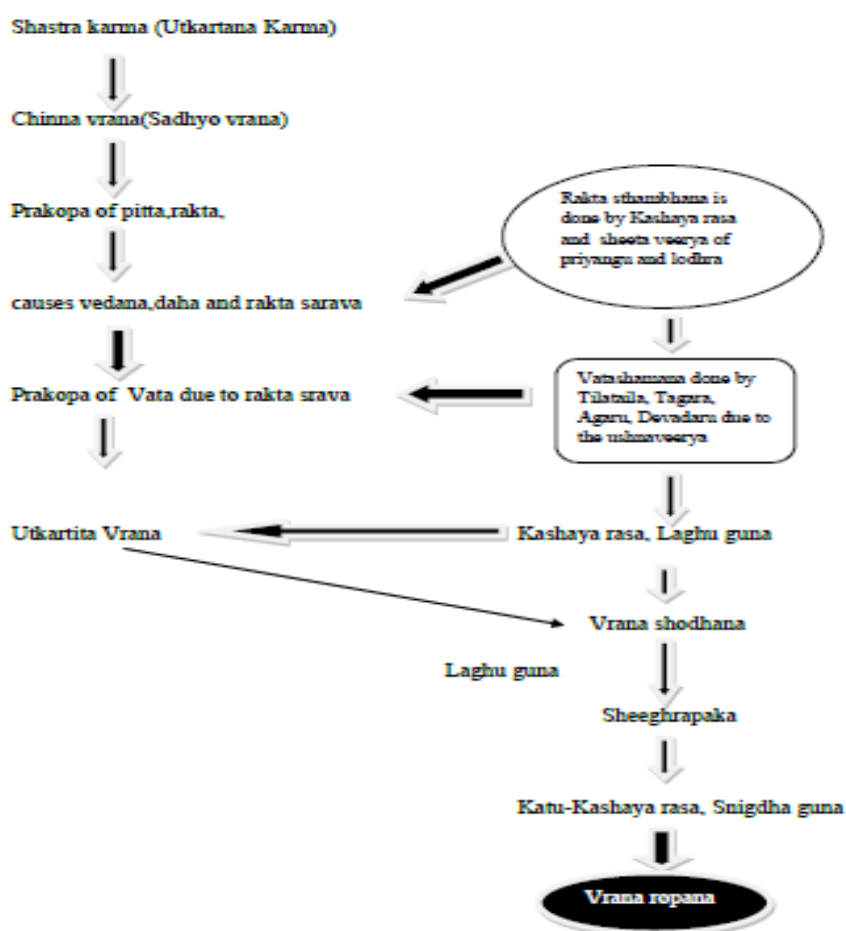 Shastra karma (Utkartana Karma)
Chinna vrana(Sadhyo vrana)
Prakopa of pitta,rakta,
causes vedana,daha and rakta sarava
Prakopa of Vata due to rakta srava
Utkartita Vrana
Rakta sthambhana is
done by Kashaya rasa
and sheeta veerya of
priyangu and lodhra
Vatashamana done by
Tilataila, Tagara,
Agaru, Devadaru due to
the ushnaveerya
Kashaya rasa, Laghu guna
Vrana shodhana
Laghu guna
Sheeghrapaka
Katu-Kashaya rasa, Snigdha guna
Vrana ropana